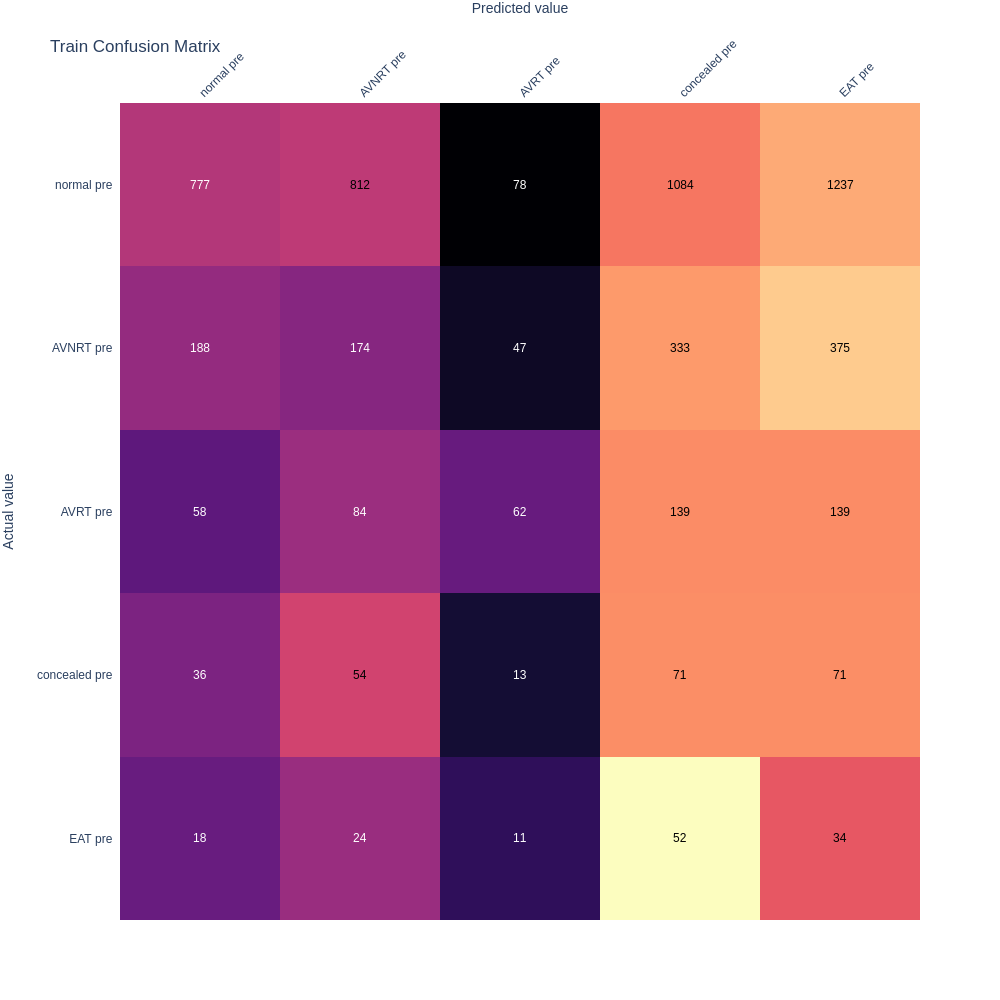 Predicted value
Train Confusion Matrix
normal pre AVNRT pre AVRT pre concealed pre EAT pre
normal pre 777 812 78 1084 1237
AVNRT pre 188 174 47 333 375
AVRT pre 58 84 62 139 139
concealed pre 36 54 13 71 71
EAT pre 18 24 11 52 34
Actual value